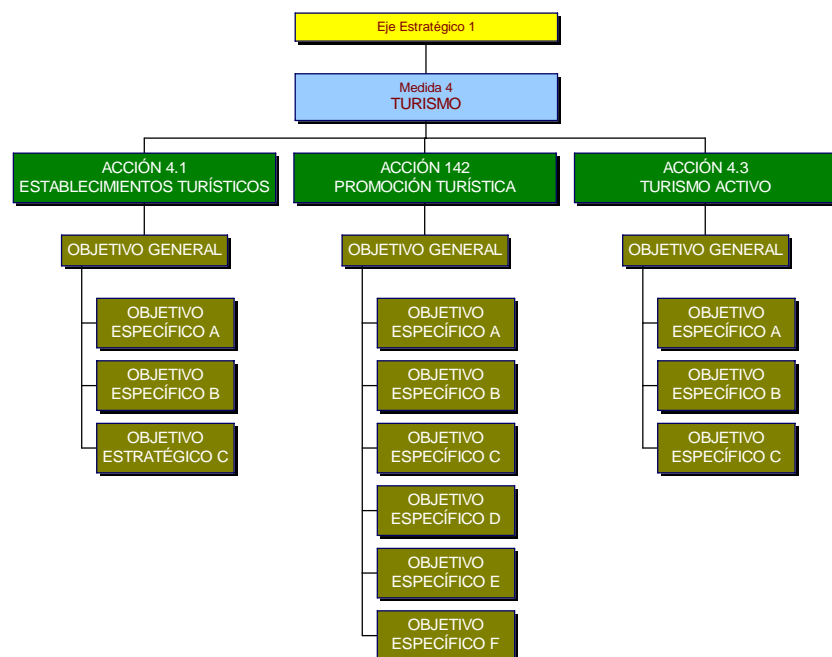 Eje Estratégico 1
Medida 4
TURISMO
ACCIÓN 4.1
ESTABLECIMIENTOS TURÍSTICOS
OBJETIVO GENERAL
OBJETIVO
ESPECÍFICO A
OBJETIVO
ESPECÍFICO B
OBJETIVO
ESTRATÉGICO C
ACCIÓN 142
PROMOCIÓN TURÍSTICA
OBJETIVO GENERAL
OBJETIVO
ESPECÍFICO A
OBJETIVO
ESPECÍFICO B
OBJETIVO
ESPECÍFICO C
OBJETIVO
ESPECÍFICO D
OBJETIVO
ESPECÍFICO E
OBJETIVO
ESPECÍFICO F
ACCIÓN 4.3
TURISMO ACTIVO
OBJETIVO GENERAL
OBJETIVO
ESPECÍFICO A
OBJETIVO
ESPECÍFICO B
OBJETIVO
ESPECÍFICO C